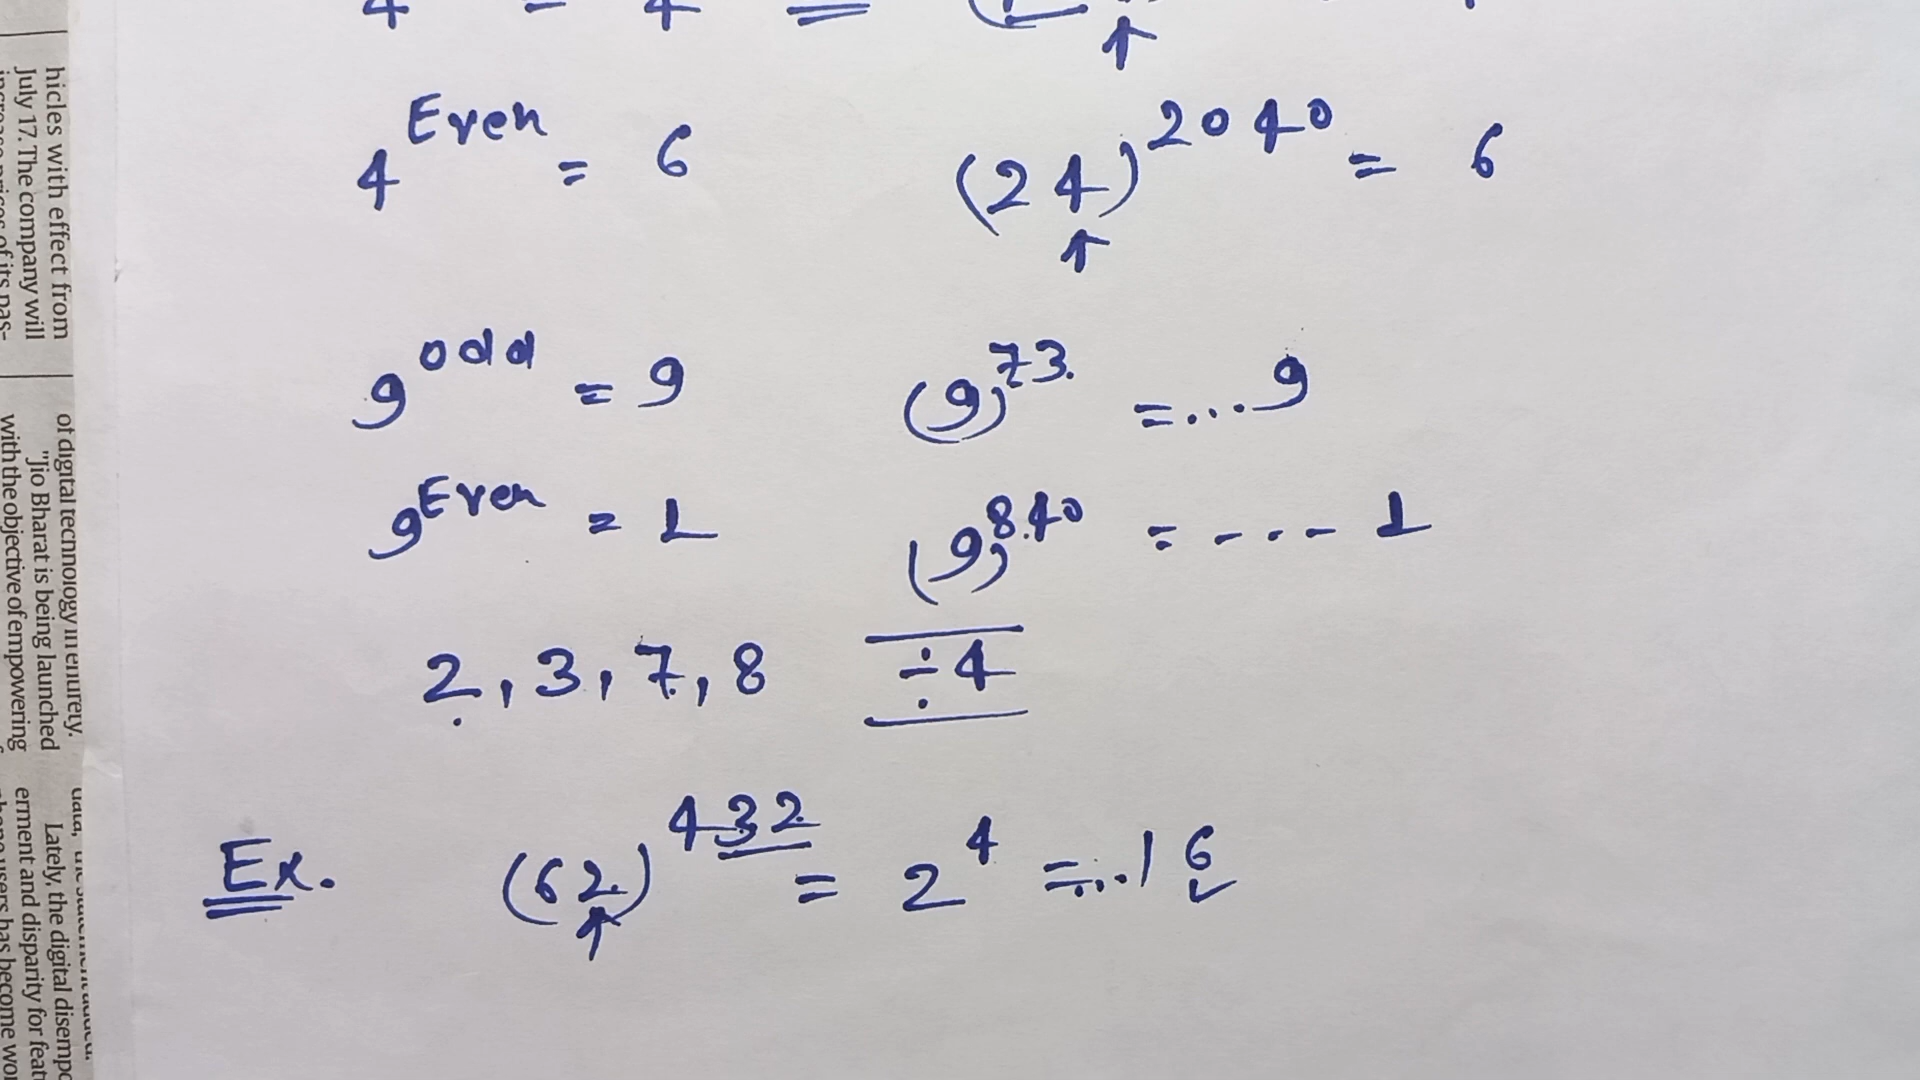 4^Even = 6 (24)^2040 = 6
↑
9^odd = 9 (9)^73 = ...9
9^Even = 1 (9)^840 = ---- 1
2, 3, 7, 8 ÷4
Ex. (62)^432 = 2^4 = ...16
↑
hicles with effect from
July 17. The company will
of digital technology in entirety.
"Jio Bharat is being launched
with the objective of empowering
Lately, the digital disempo
erment and disparity for feat